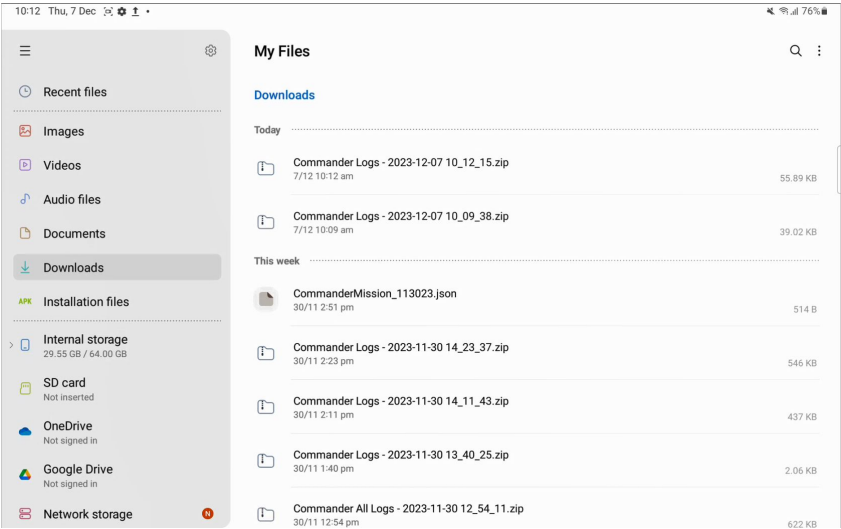 10:12 Thu, 7 Dec
76%
Recent files
Images
Videos
Audio files
Documents
Downloads
APK Installation files
Internal storage
29.55 GB / 64.00 GB
SD card
Not inserted
OneDrive
Not signed in
Google Drive
Not signed in
Network storage N
My Files
Downloads
Today
Commander Logs - 2023-12-07 10_12_15.zip
7/12 10:12 am
55.89 KB
Commander Logs - 2023-12-07 10_09_38.zip
7/12 10:09 am
39.02 KB
This week
CommanderMission_113023.json
30/11 2:51 pm
514 B
Commander Logs - 2023-11-30 14_23_37.zip
30/11 2:23 pm
546 KB
Commander Logs - 2023-11-30 14_11_43.zip
30/11 2:11 pm
437 KB
Commander Logs - 2023-11-30 13_40_25.zip
30/11 1:40 pm
2.06 KB
Commander All Logs - 2023-11-30 12_54_11.zip
30/11 12:54 pm
622 KB